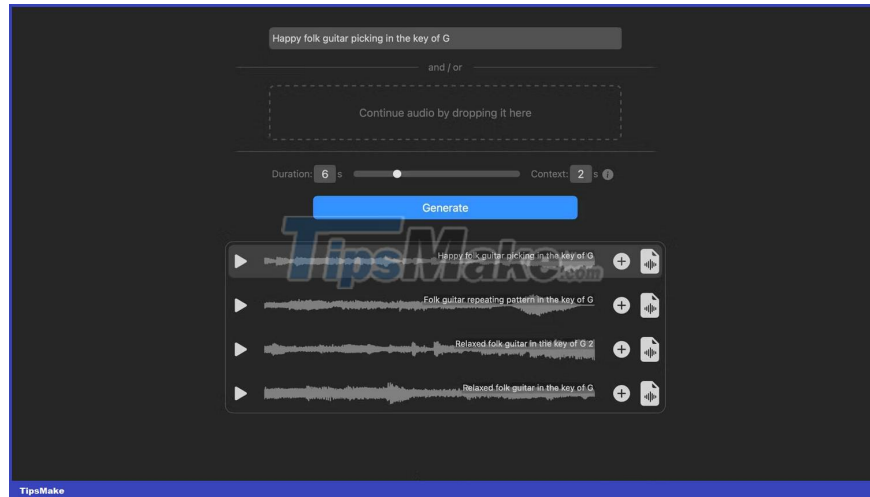 Happy folk guitar picking in the key of G
and / or
Continue audio by dropping it here
Duration: 6 s Context: 2 s i
Generate
TipsMake.com
Happy folk guitar picking in the key of G
Folk guitar repeating pattern in the key of G
Relaxed folk guitar in the key of G 2
Relaxed folk guitar in the key of G
TipsMake